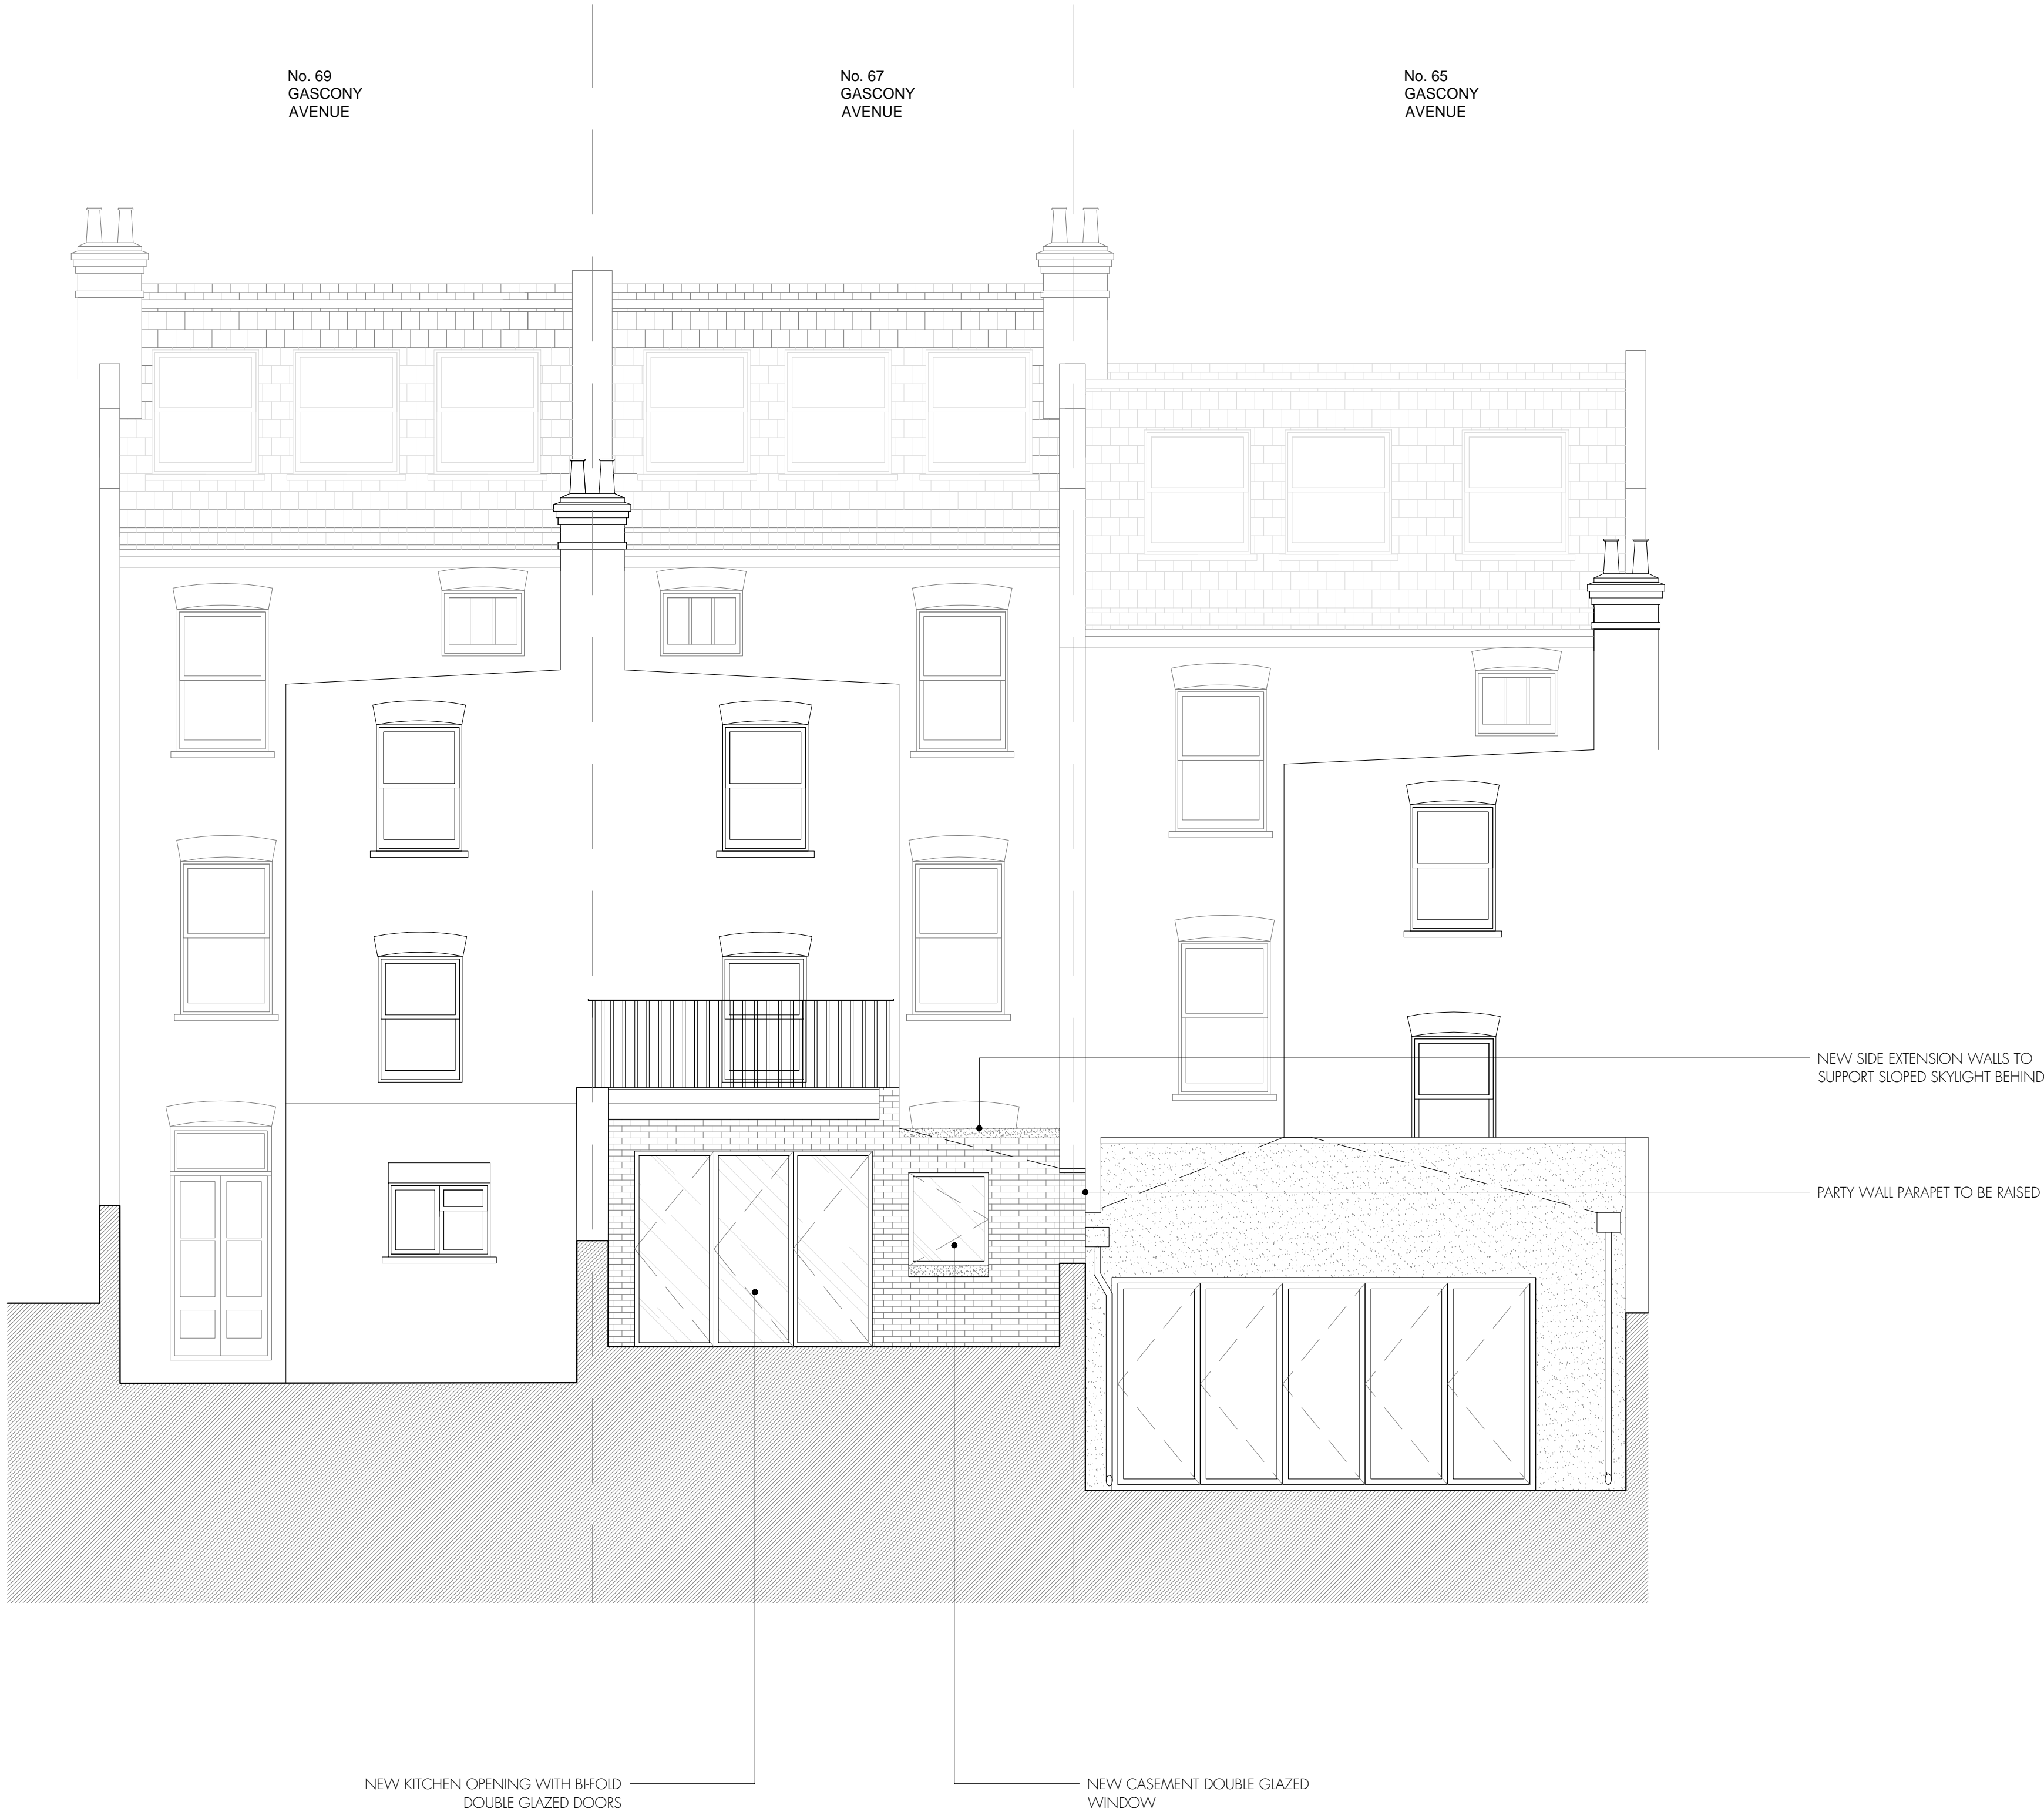 No. 69
GASCONY
AVENUE
No. 67
GASCONY
AVENUE
No. 65
GASCONY
AVENUE
NEW SIDE EXTENSION WALLS TO
SUPPORT SLOPED SKYLIGHT BEHIND
PARTY WALL PARAPET TO BE RAISED
NEW KITCHEN OPENING WITH BI-FOLD
DOUBLE GLAZED DOORS
NEW CASEMENT DOUBLE GLAZED
WINDOW